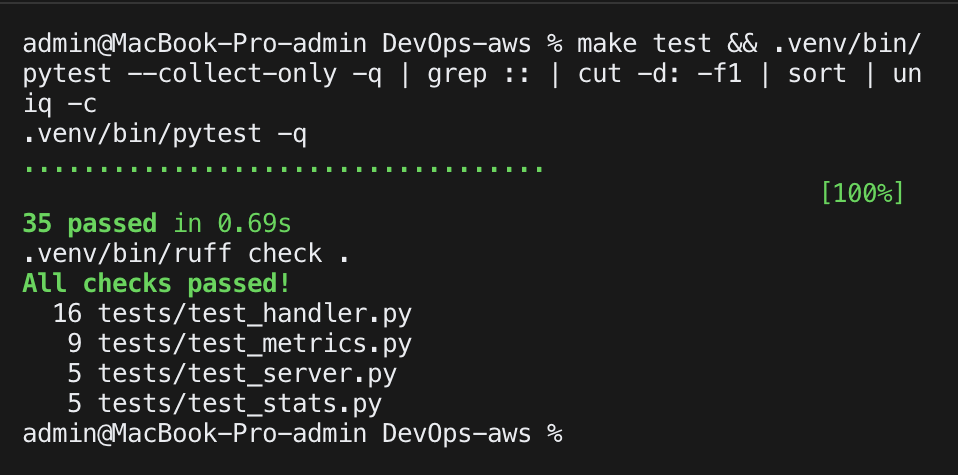 admin@MacBook-Pro-admin DevOps-aws % make test && .venv/bin/
pytest --collect-only -q | grep :: | cut -d: -f1 | sort | un
iq -c
.venv/bin/pytest -q
...................................
[100%]
35 passed in 0.69s
.venv/bin/ruff check .
All checks passed!
  16 tests/test_handler.py
   9 tests/test_metrics.py
   5 tests/test_server.py
   5 tests/test_stats.py
admin@MacBook-Pro-admin DevOps-aws %